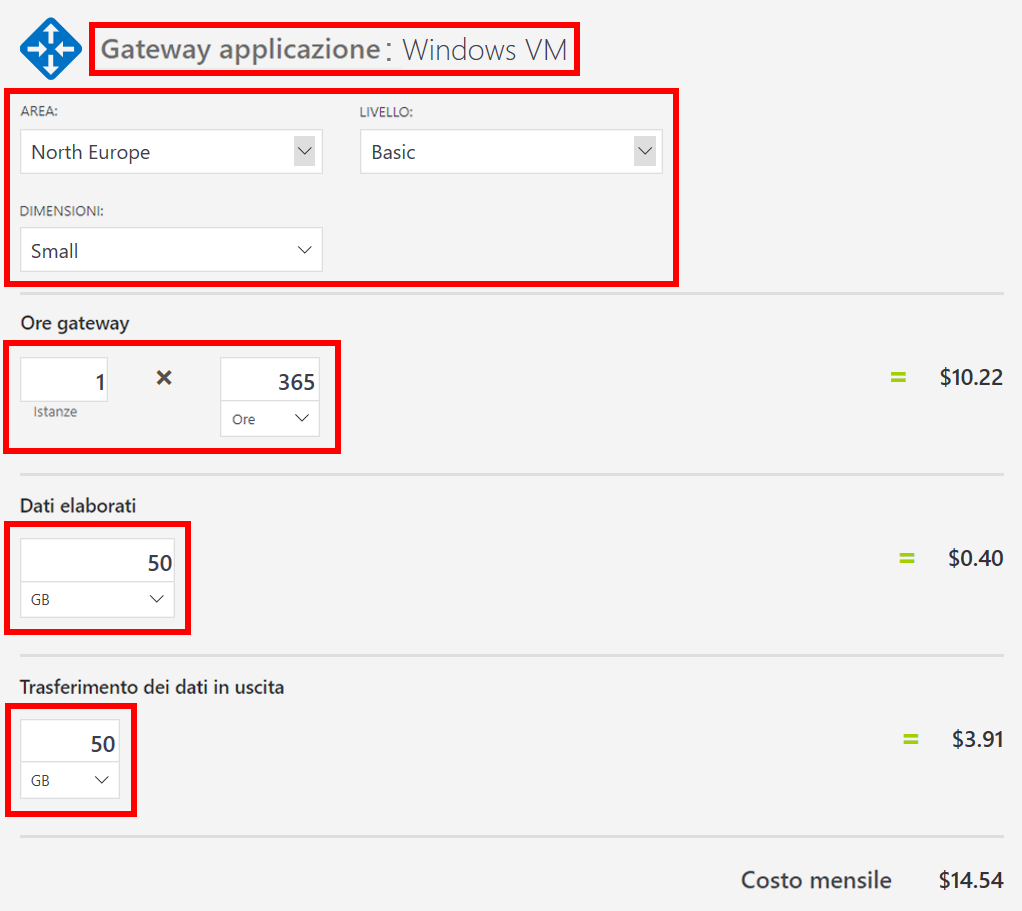 Gateway applicazione: Windows VM
AREA: LIVELLO:
North Europe Basic
DIMENSIONI:
Small
Ore gateway
1 × 365 = $10.22
Istanze Ore
Dati elaborati
50 = $0.40
GB
Trasferimento dei dati in uscita
50 = $3.91
GB
Costo mensile $14.54